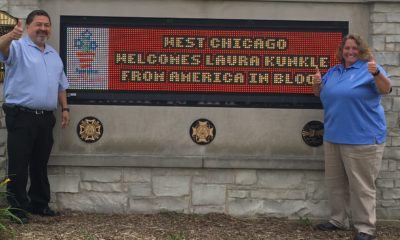 WEST CHICAGO
WELCOMES LAURA KUNKLE
FROM AMERICA IN BLOOM